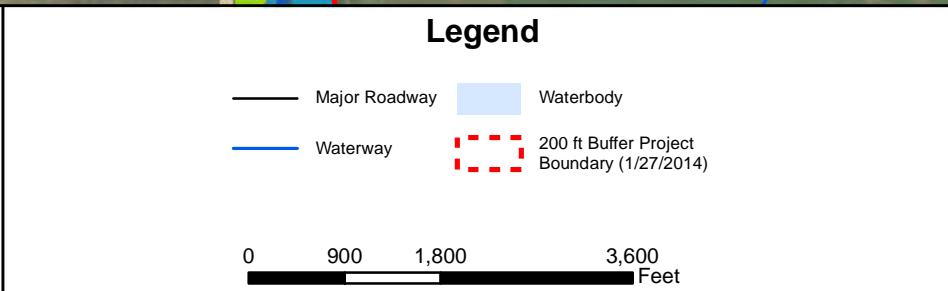 Legend
Major Roadway
Waterbody
Waterway
200 ft Buffer Project
Boundary (1/27/2014)
0 900 1,800 3,600
Feet